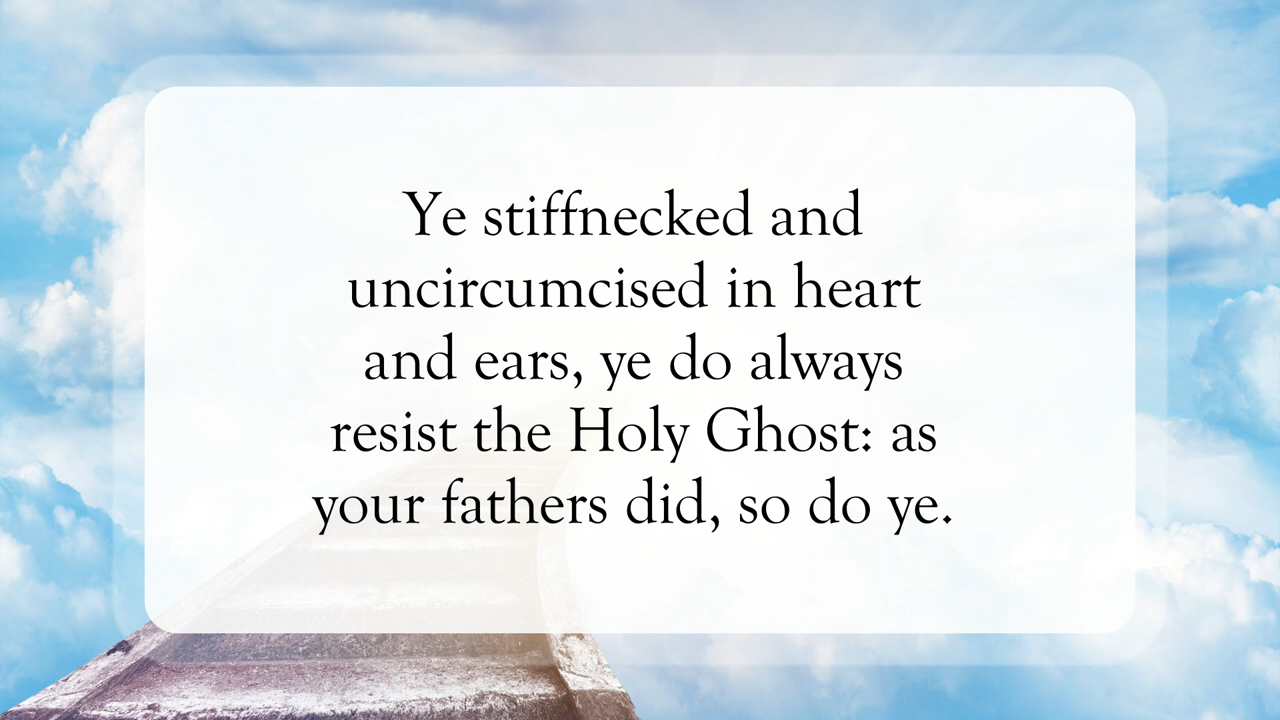 Ye stiffnecked and
uncircumcised in heart
and ears, ye do always
resist the Holy Ghost: as
your fathers did, so do ye.